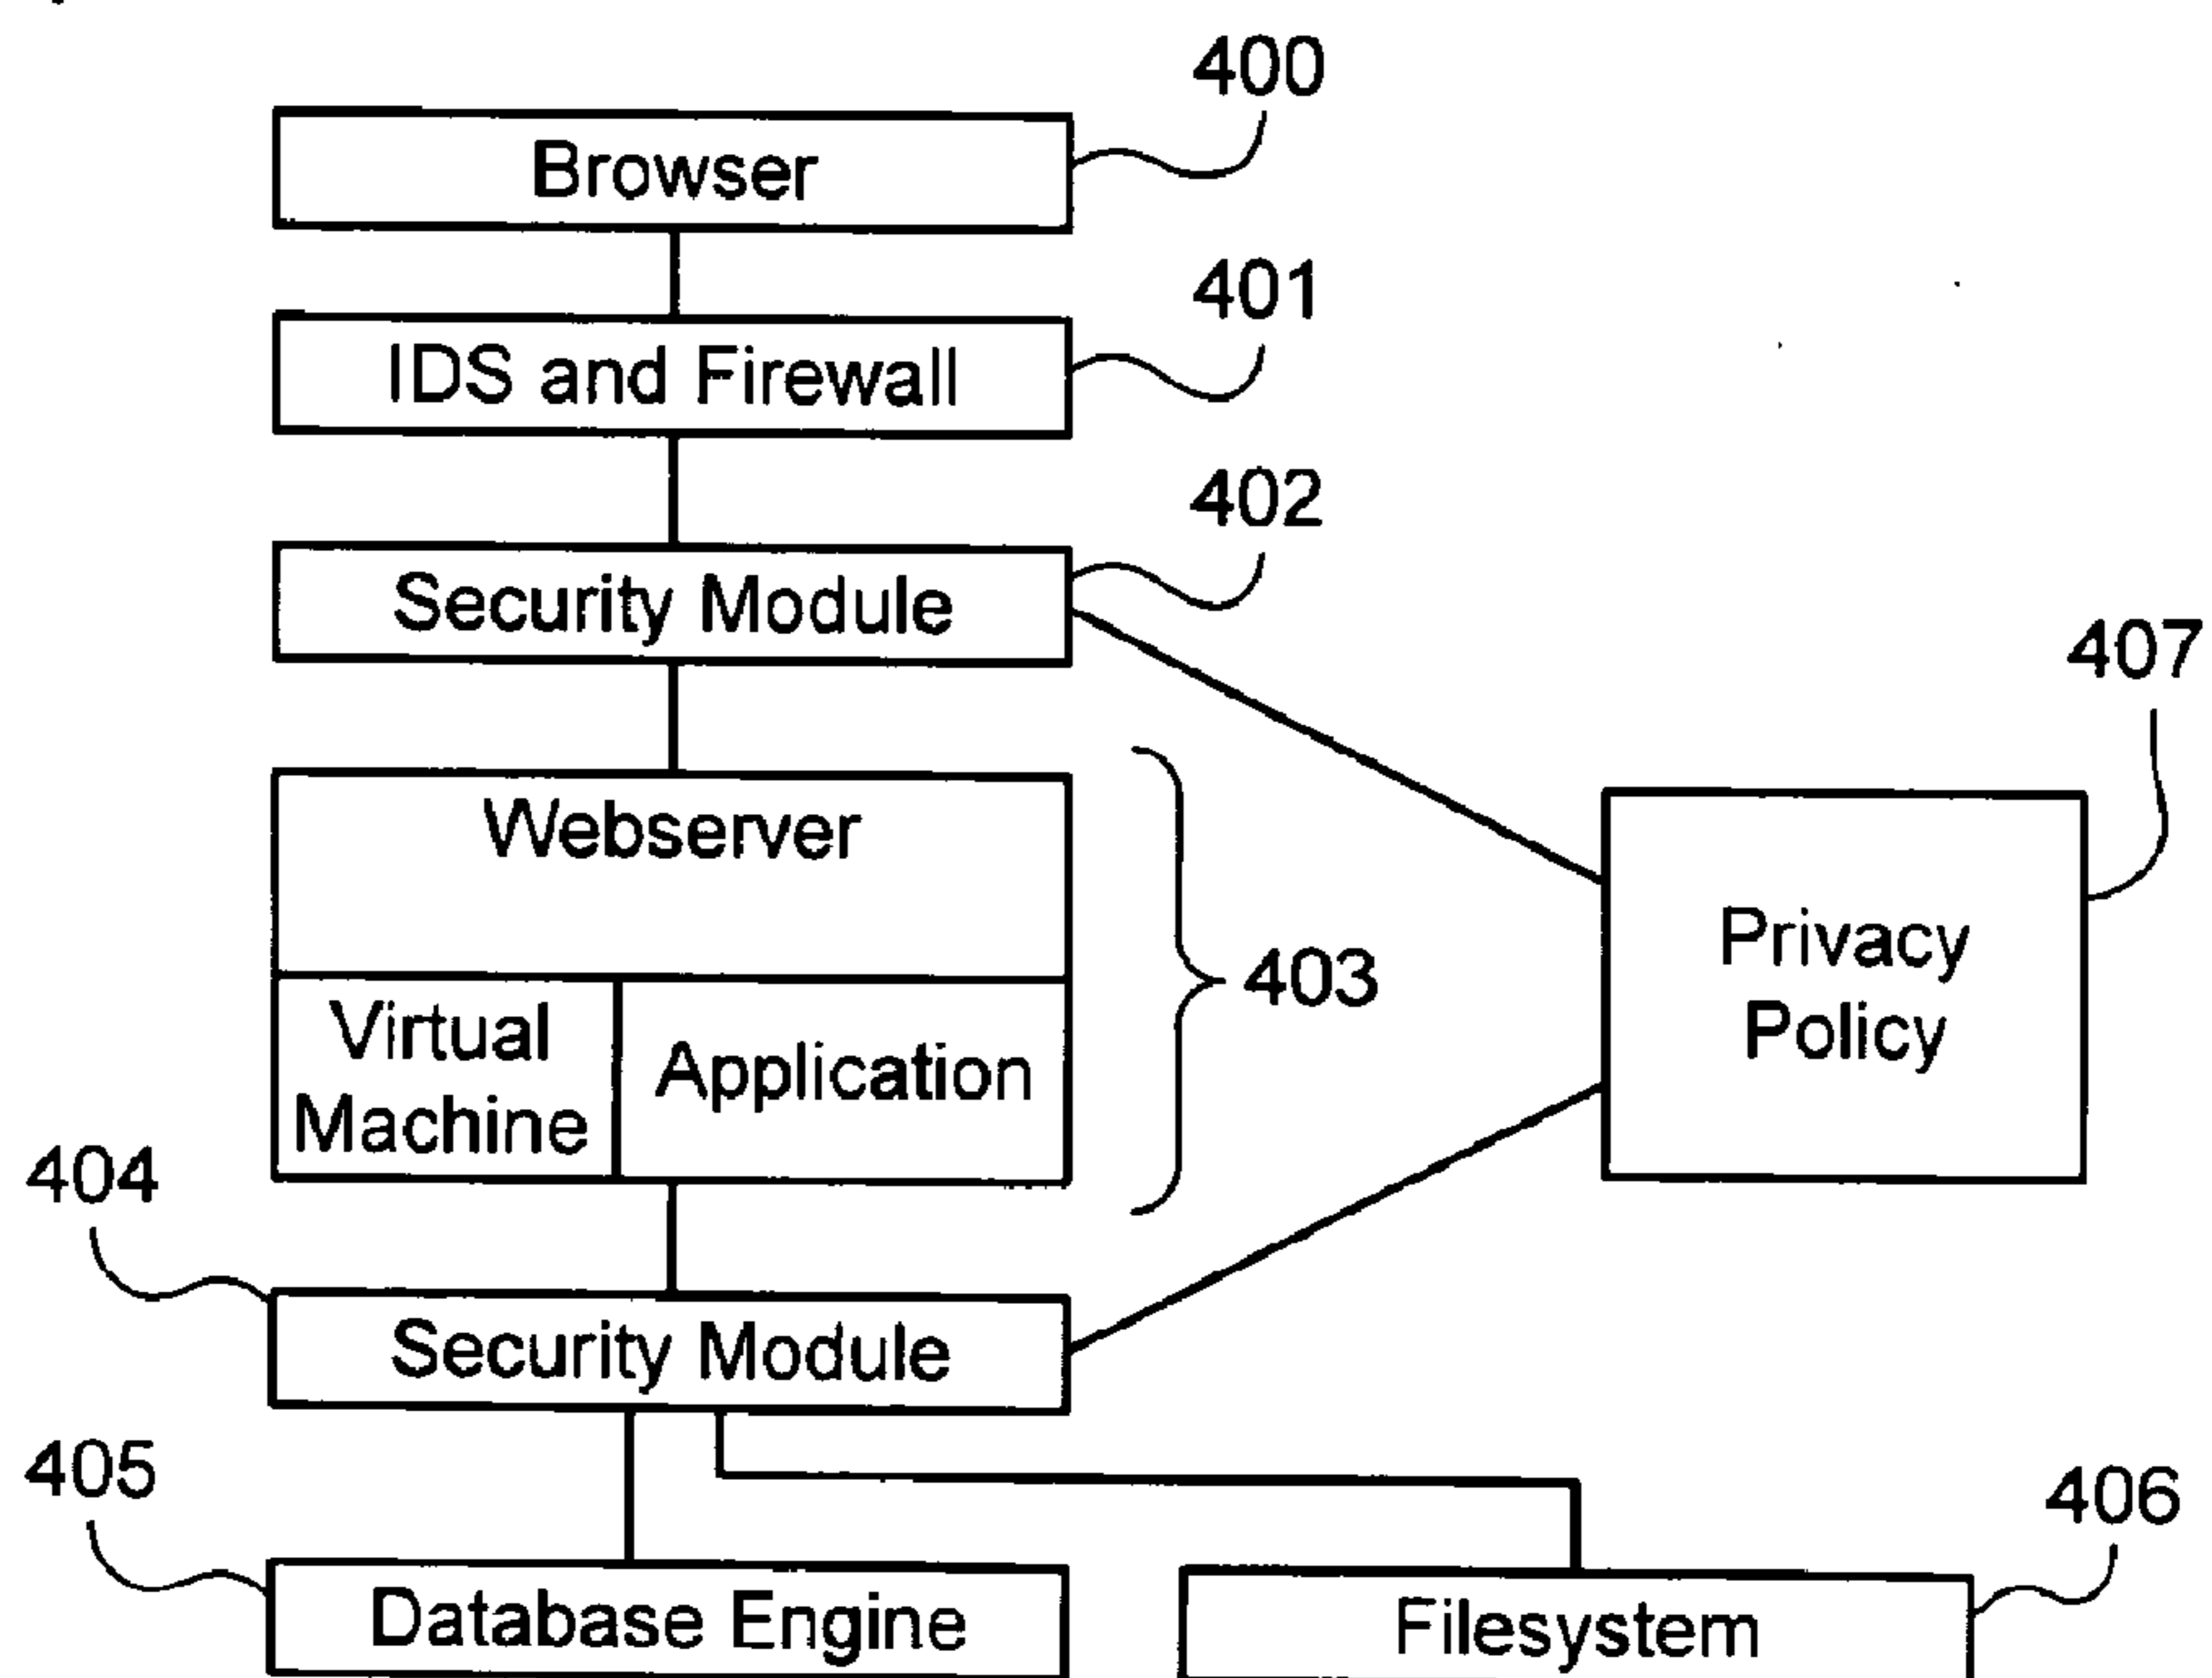 400
Browser
401
IDS and Firewall
402
Security Module
407
Webserver
Privacy
Policy
403
Virtual
Machine
Application
404
Security Module
405
406
Database Engine
Filesystem